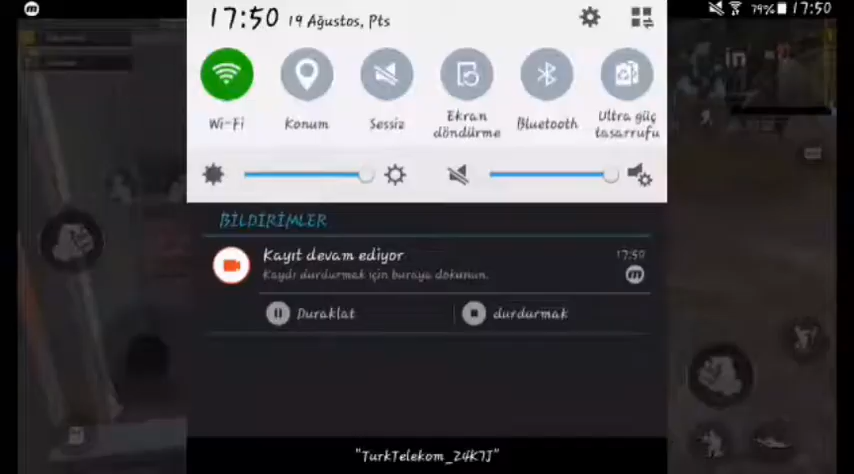 17:50 19 Ağustos, Pts
79% 17:50
Wi-Fi
Konum
Sessiz
Ekran
döndürme
Bluetooth
Ultra güç
tasarrufu
BİLDİRİMLER
Kayıt devam ediyor 17:50
Kaydı durdurmak için buraya dokunun.
Duraklat
durdurmak
"TurkTelekom_Z4K7J"